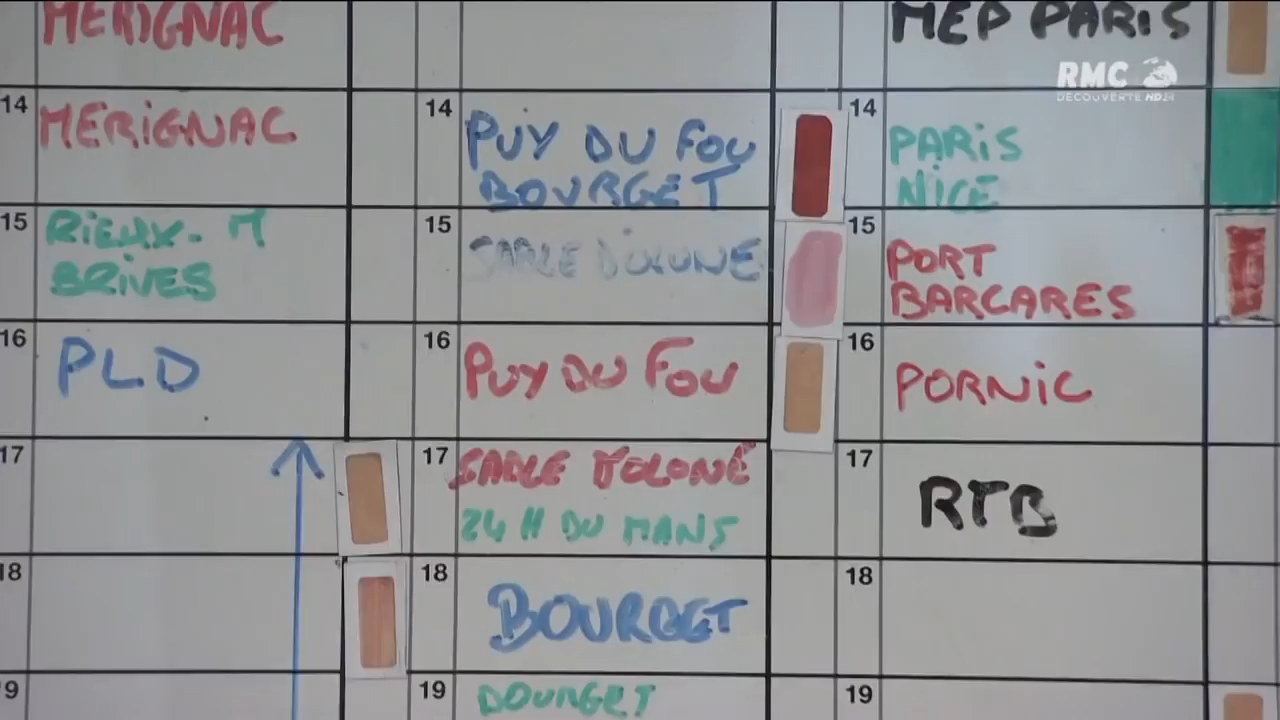 MERIGNAC
MEP PARiS
RMC
DECOUVERTE HD24
14
MERiGNAC
14
PUY DU FOU
BOURGET
14
PARiS
NiCE
15
RiEUX - M
BRiVES
15
SABLE D'OLONE
15
PORT
BARCARES
16
PLD
16
PUY DU FOU
16
PORNiC
17
17
SABLE D'OLONE
24 H DU MANS
17
RTB
18
18
BOURGET
18
19
19
BOURGET
19